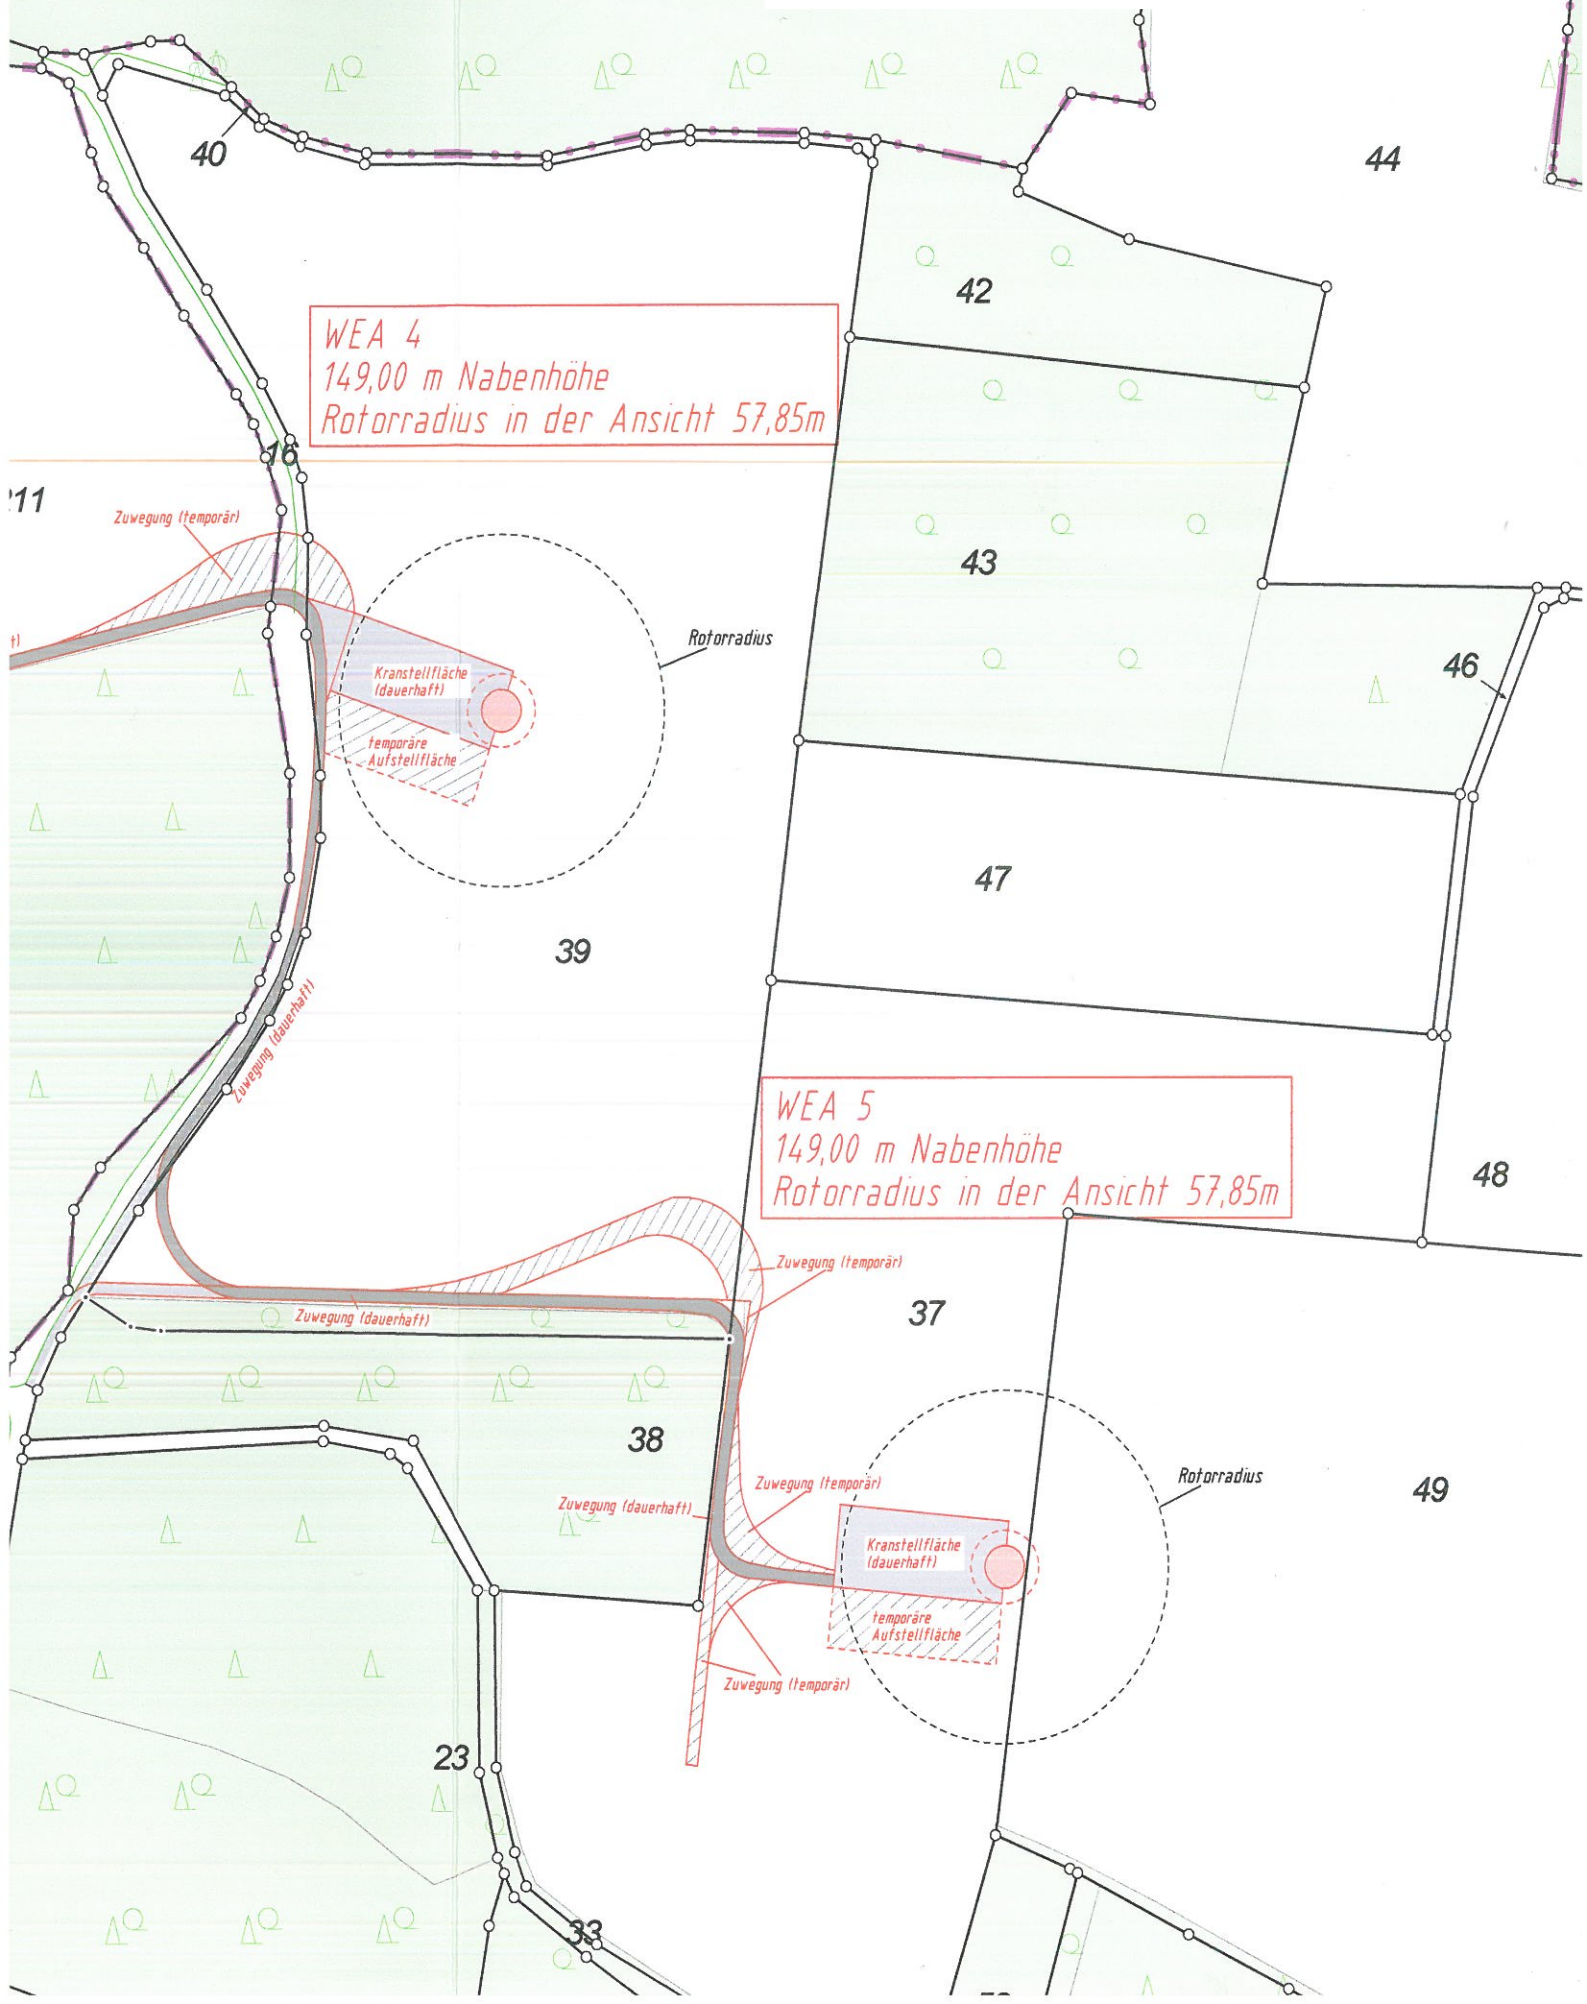 40
44
42
WEA 4
149,00 m Nabenhöhe
Rotorradius in der Ansicht 57,85m
16
211
Zuwegung (temporär)
43
Rotorradius
46
Kranstellfläche
(dauerhaft)
temporäre
Aufstellfläche
47
39
Zuwegung (dauerhaft)
WEA 5
149,00 m Nabenhöhe
Rotorradius in der Ansicht 57,85m
48
Zuwegung (temporär)
37
Zuwegung (dauerhaft)
38
Rotorradius
49
Zuwegung (temporär)
Zuwegung (dauerhaft)
Kranstellfläche
(dauerhaft)
temporäre
Aufstellfläche
Zuwegung (temporär)
23
33